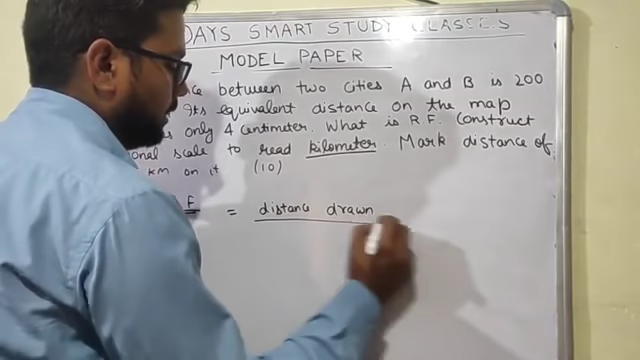 DAYS SMART STUDY CLASSES
MODEL PAPER
between two cities A and B is 200
Its equivalent distance on the map
only 4 Centimeter. What is R.F. Construct
scale to read kilometer. Mark distance of
KM on it (10)
F = distance drawn